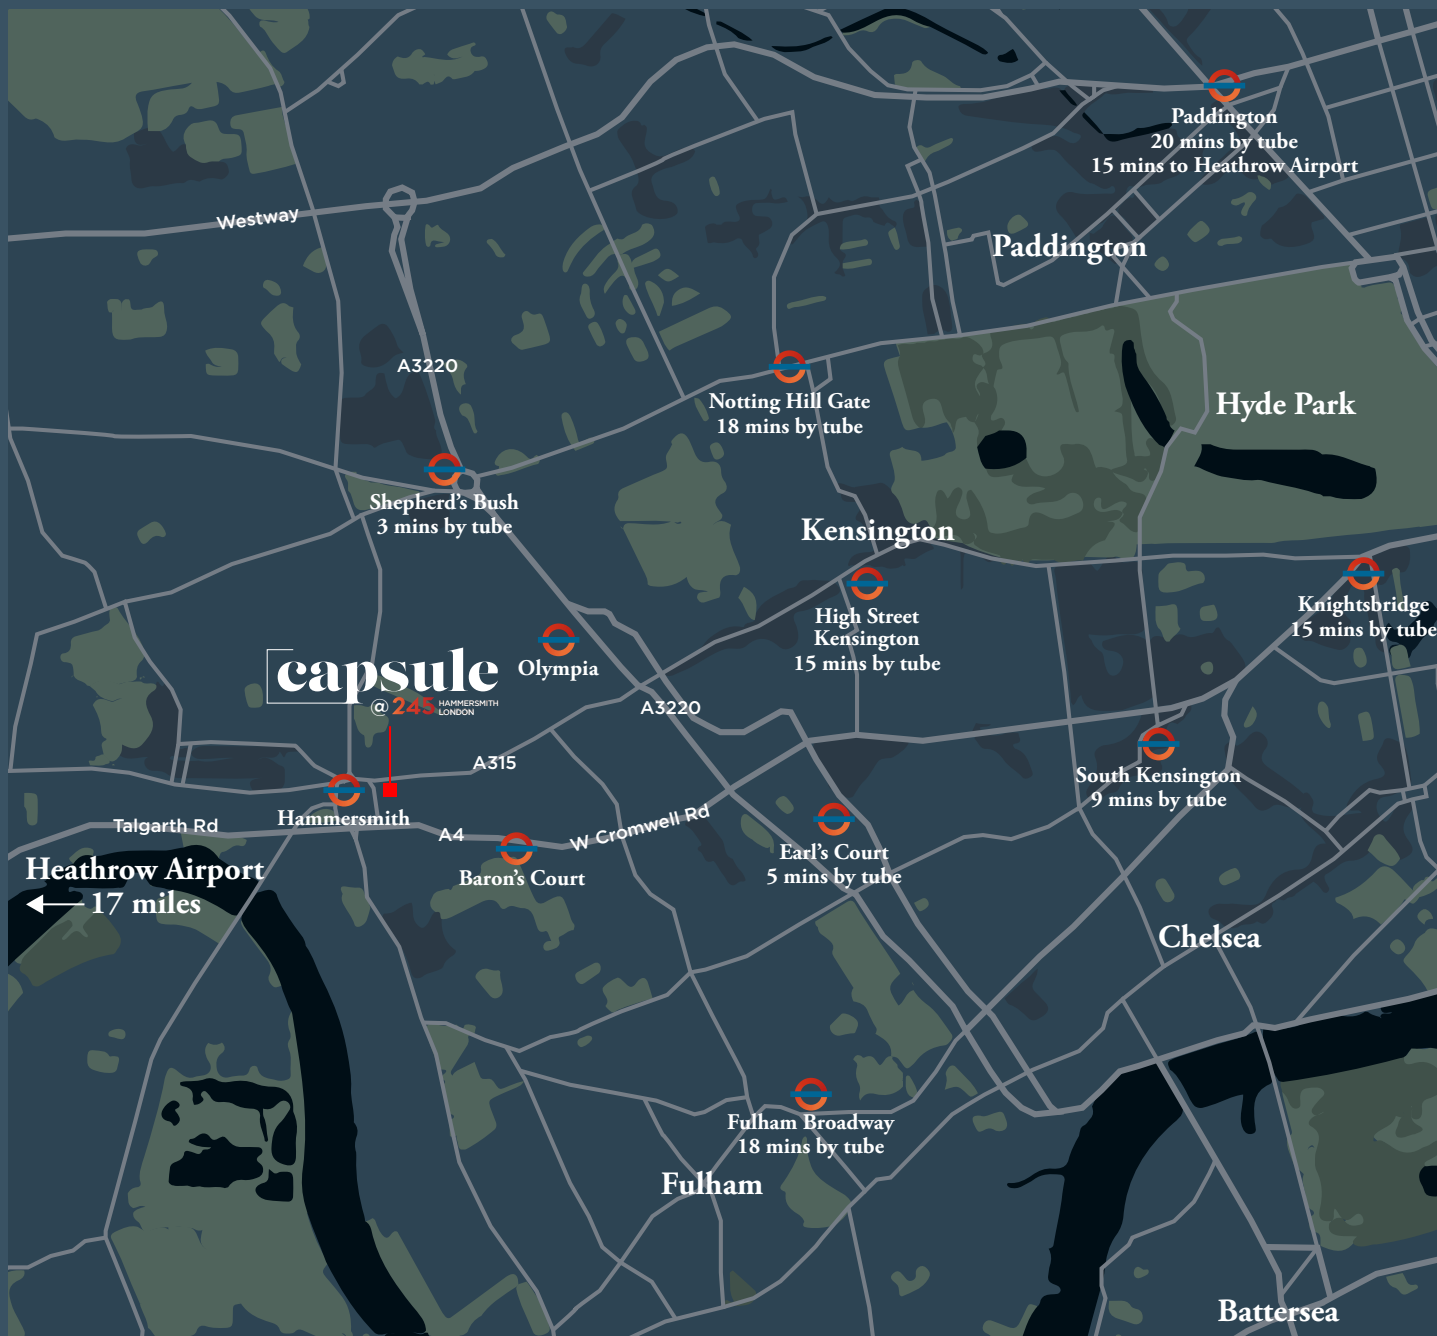 Paddington
20 mins by tube
15 mins to Heathrow Airport
Westway
Paddington
A3220
Notting Hill Gate
18 mins by tube
Hyde Park
Shepherd's Bush
3 mins by tube
Kensington
High Street
Kensington
15 mins by tube
Knightsbridge
15 mins by tube
Olympia
capsule
@ 245 HAMMERSMITH
LONDON
A3220
A315
South Kensington
9 mins by tube
Hammersmith
Talgarth Rd
A4
W Cromwell Rd
Earl's Court
5 mins by tube
Heathrow Airport
17 miles
Baron's Court
Chelsea
Fulham Broadway
18 mins by tube
Fulham
Battersea